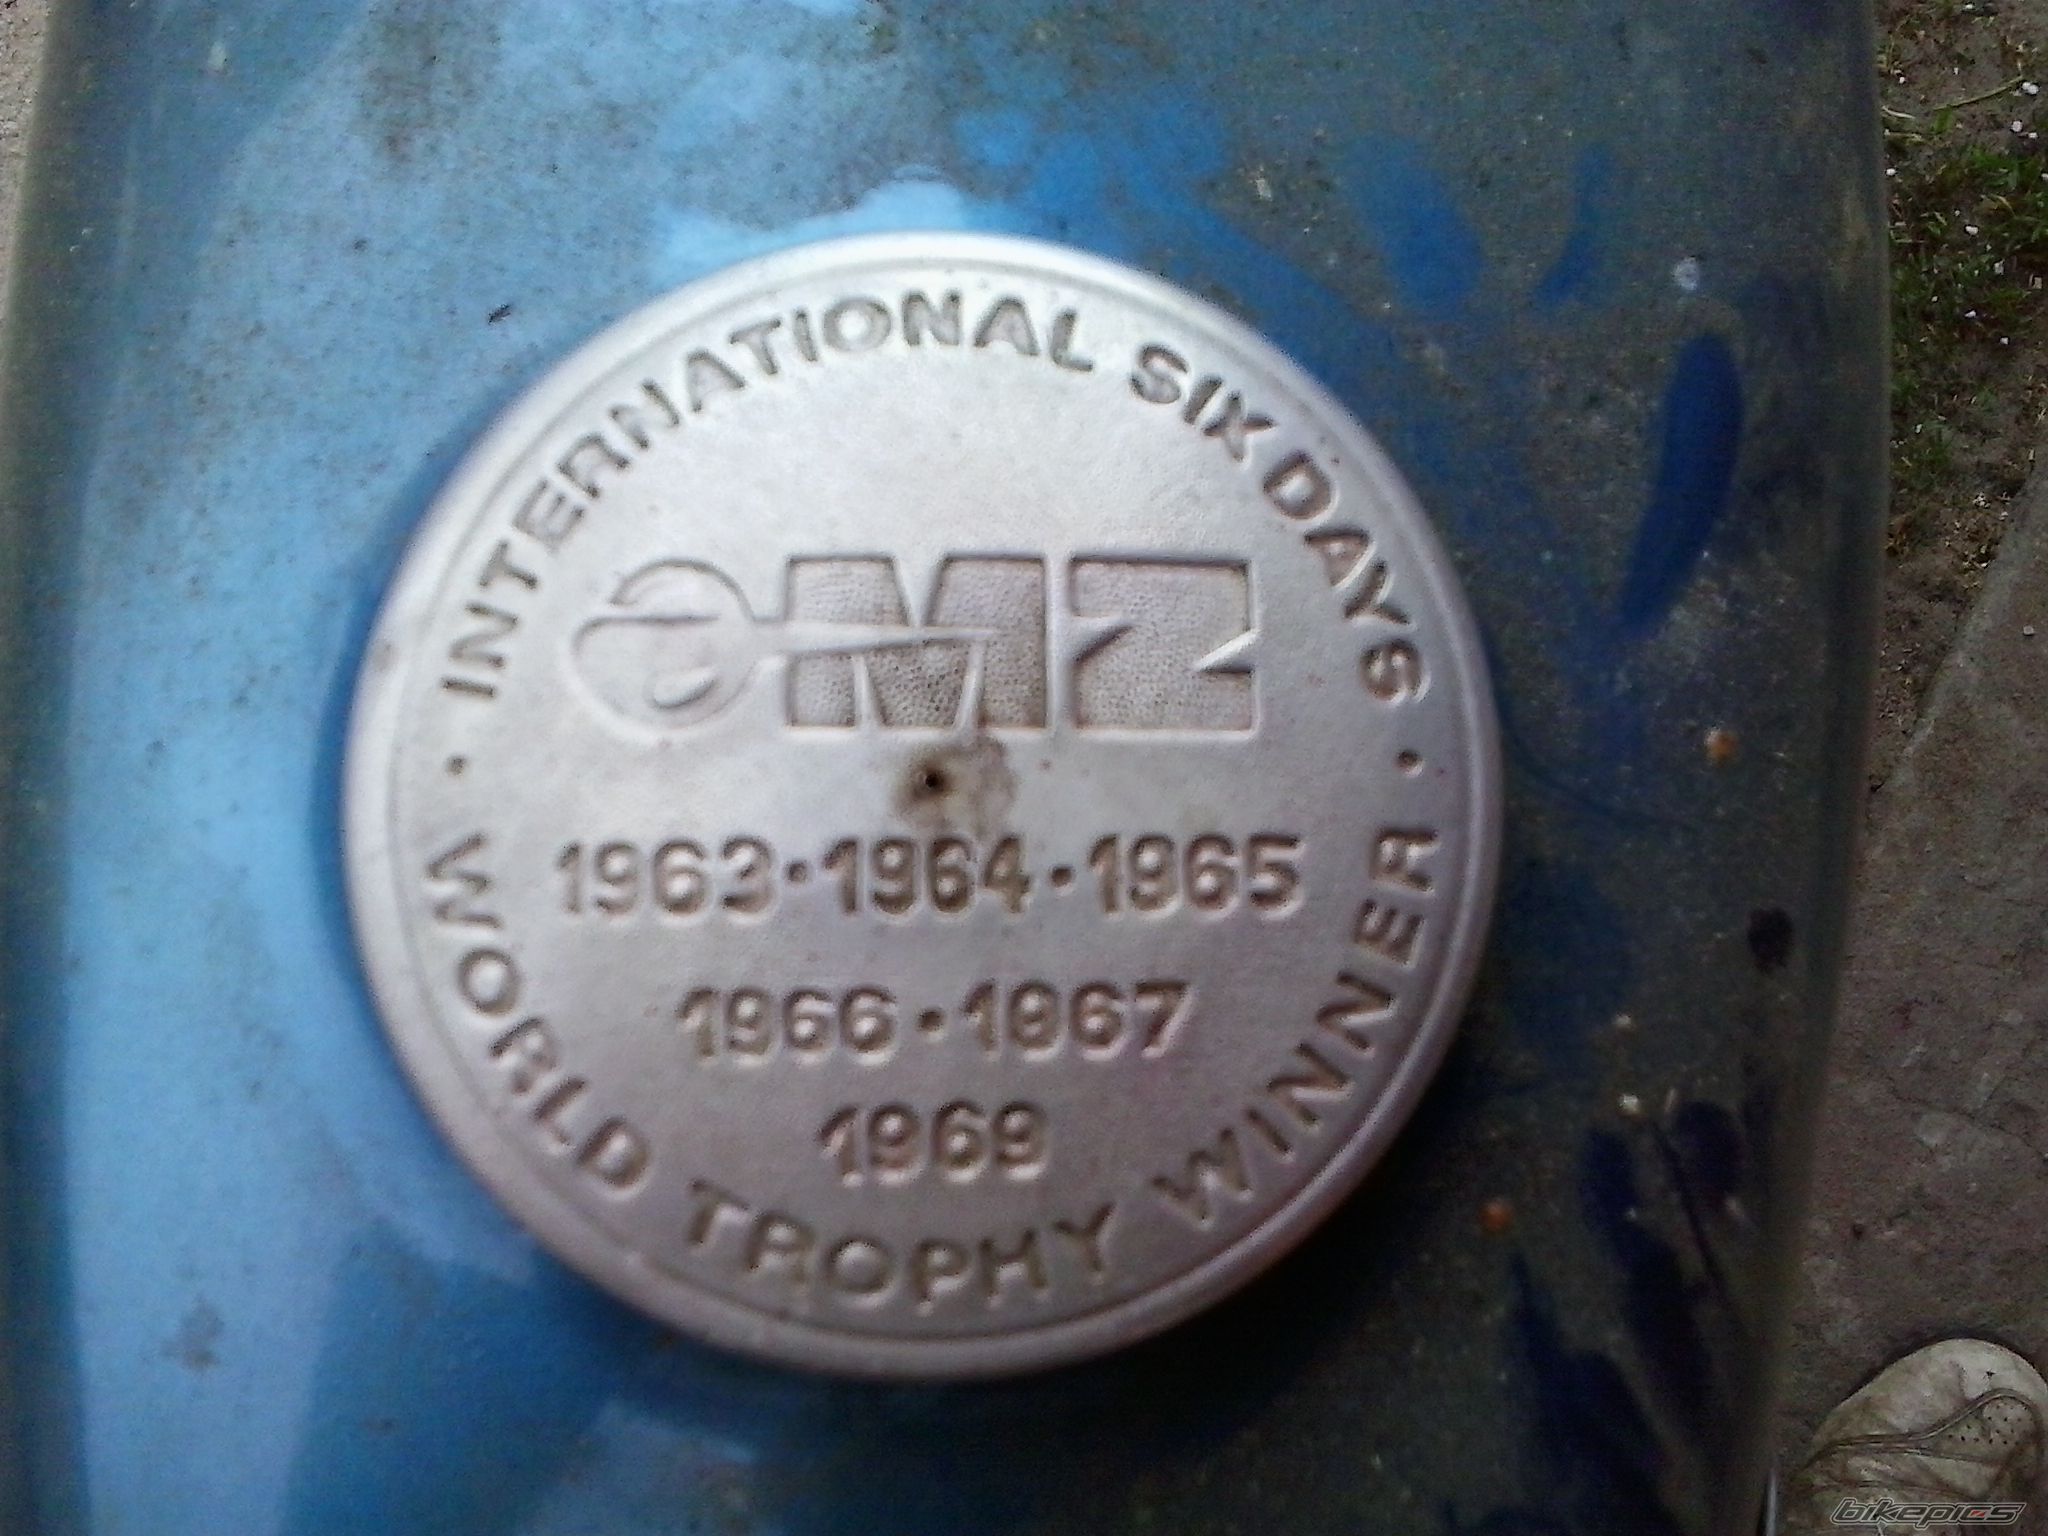 · INTERNATIONAL SIX DAYS ·
MZ
1963·1964·1965
1966·1967
1969
WORLD TROPHY WINNER
bikepics